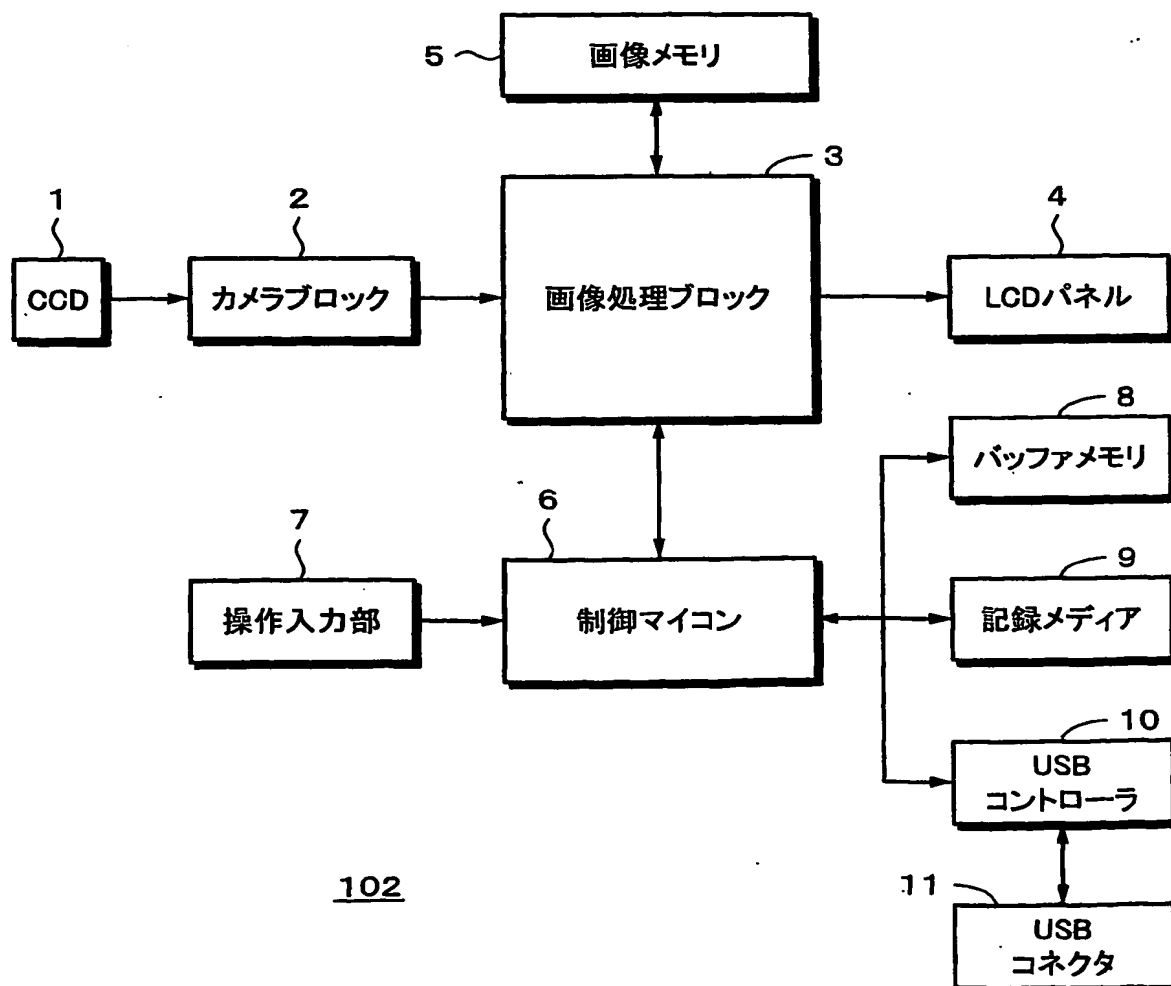 5
画像メモリ
3
1
2
4
CCD
カメラブロック
画像処理ブロック
LCDパネル
8
バッファメモリ
7
6
9
操作入力部
制御マイコン
記録メディア
10
USB
コントローラ
102
11
USB
コネクタ